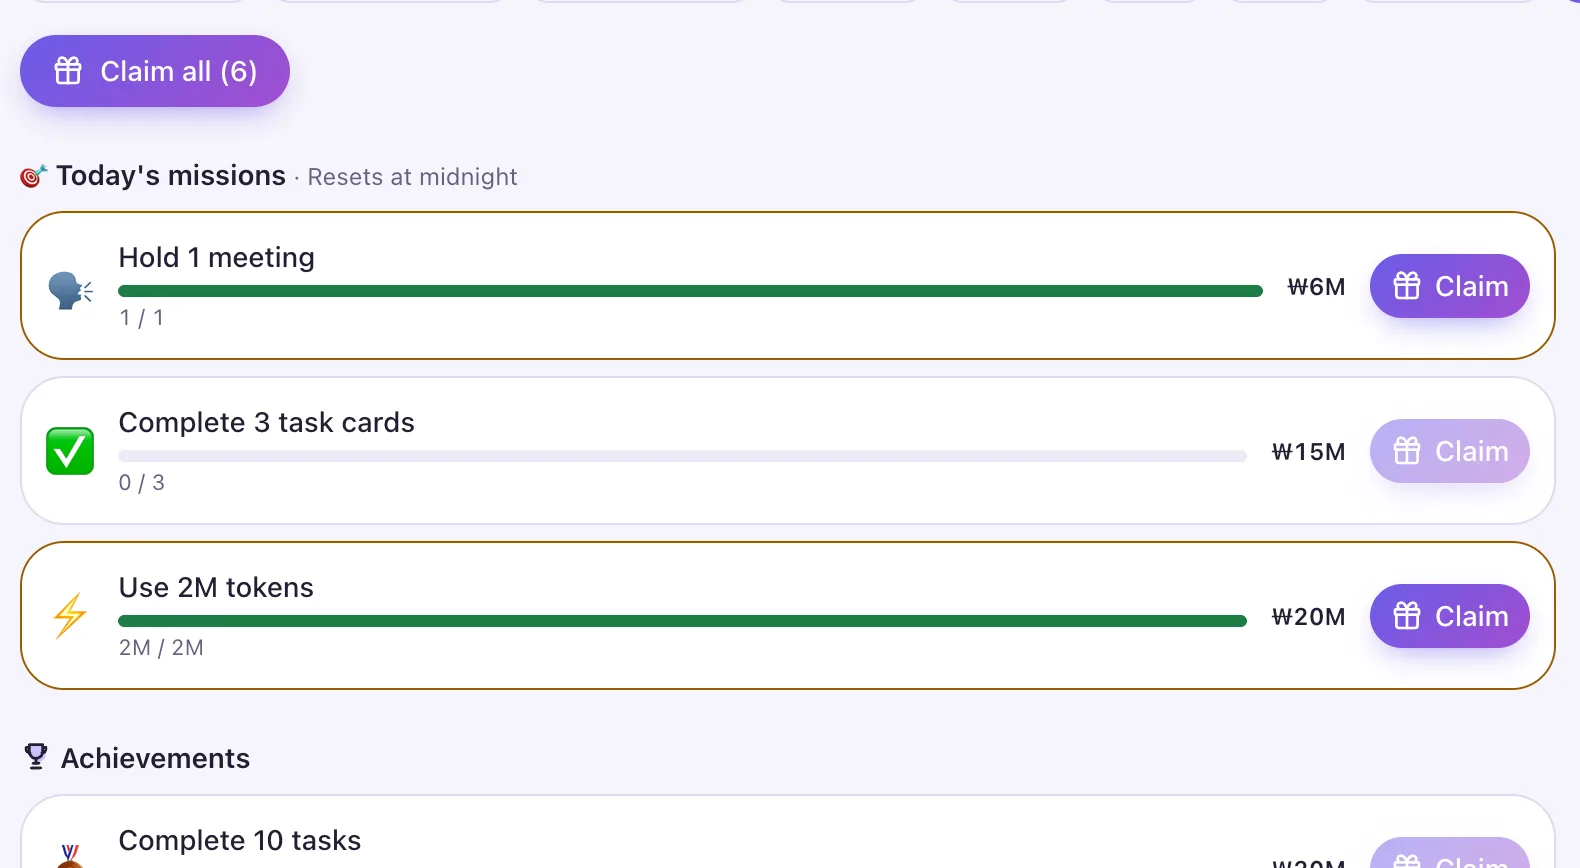 Claim all (6)
Today's missions · Resets at midnight
Hold 1 meeting
1 / 1
₩6M
Claim
Complete 3 task cards
0 / 3
₩15M
Claim
Use 2M tokens
2M / 2M
₩20M
Claim
Achievements
Complete 10 tasks
Claim